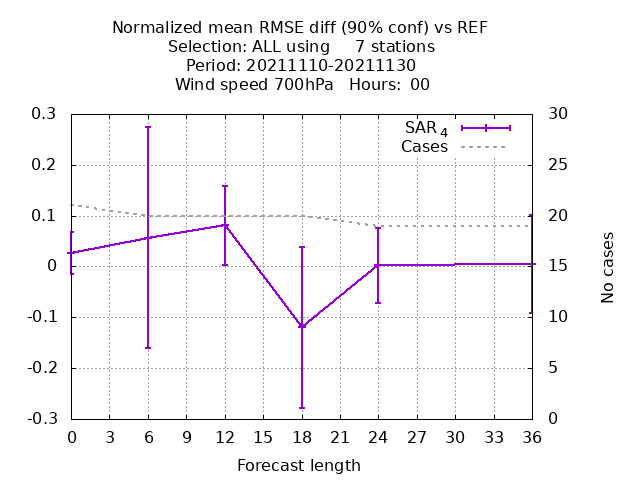 Normalized mean RMSE diff (90% conf) vs REF
Selection: ALL using     7 stations
Period: 20211110-20211130
Wind speed 700hPa   Hours:  00
SAR 4
Cases
0.3
0.2
0.1
0
-0.1
-0.2
-0.3
30
25
20
15
10
5
0
No cases
0 3 6 9 12 15 18 21 24 27 30 33 36
Forecast length